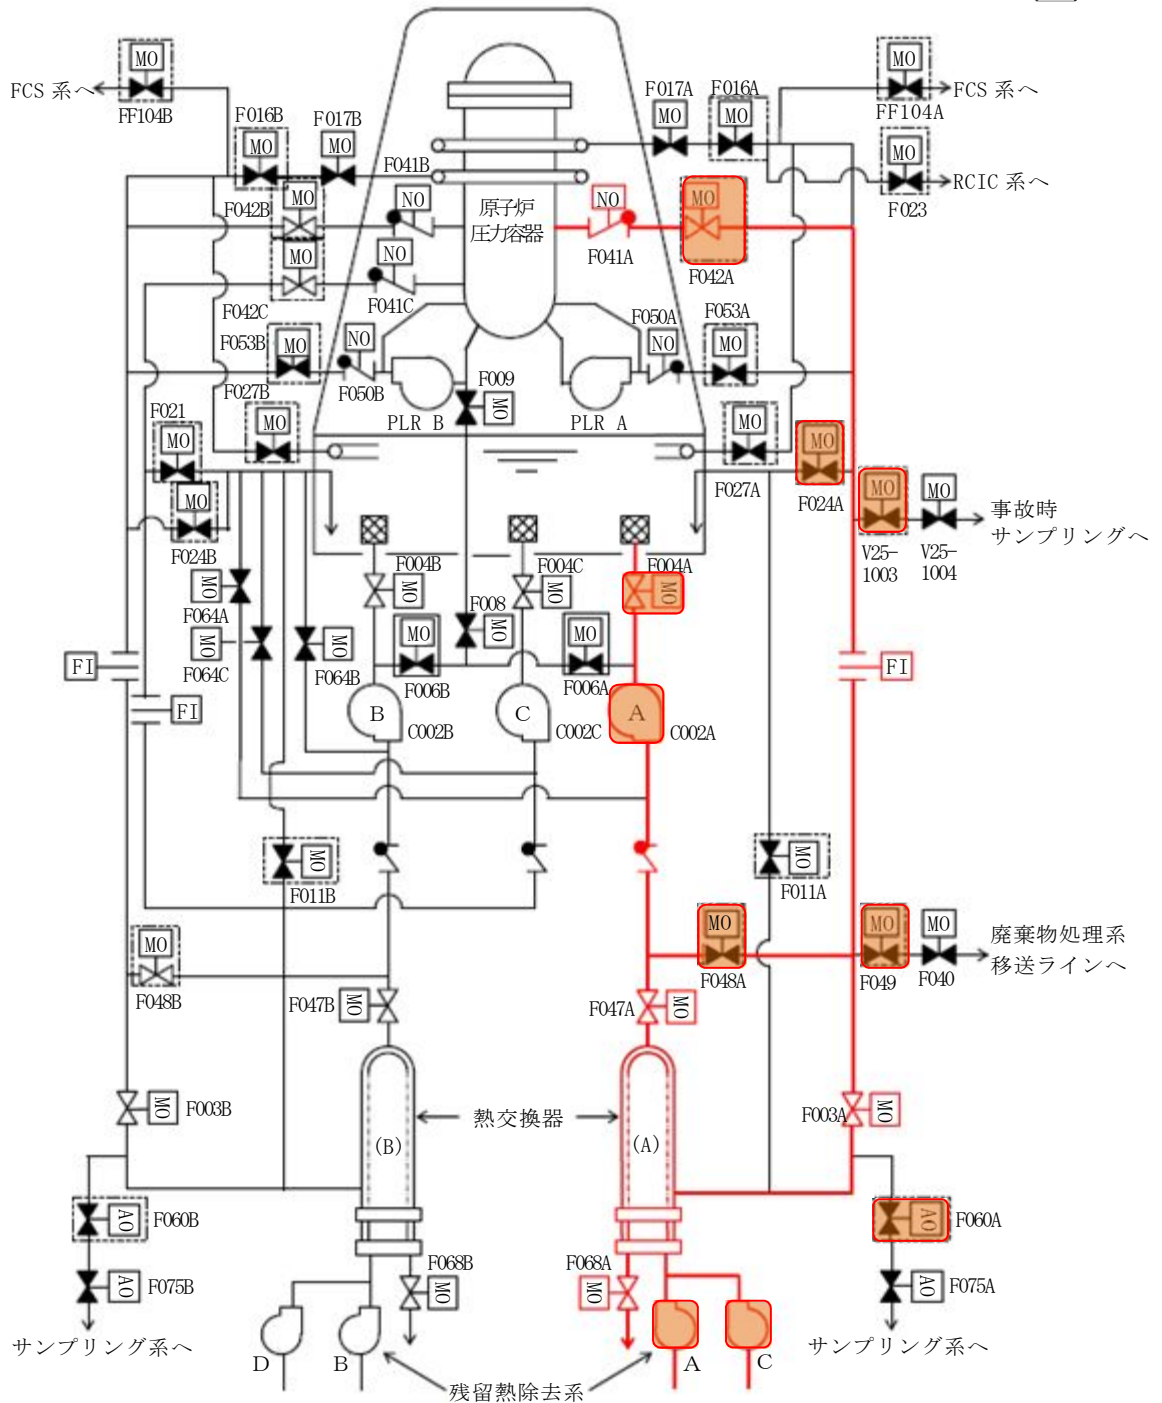 MO
MO
FCS 系へ
FCS 系へ
FF104B
F016B
F017B
F017A
F016A
FF104A
MO
MO
MO
MO
MO
RCIC 系へ
F023
F041B
F042B
MO
NO
原子炉
圧力容器
NO
MO
F041A
F042A
MO
NO
F042C
F041C
F053B
MO
NO
F050B
F050A
NO
F053A
MO
F009
MO
PLR B
PLR A
F027B
MO
F021
MO
MO
F024B
F027A
MO
MO
F024A
MO
MO
事故時
サンプリングへ
V25-
1003
V25-
1004
MO
F064A
MO
F064C
MO
F064B
F004B
MO
F004C
MO
F004A
MO
F008
MO
MO
F006B
MO
F006A
FI
FI
FI
B
C002B
C
C002C
A
C002A
MO
F011B
MO
F011A
MO
F048B
MO
F048A
MO
MO
F049
F040
廃棄物処理系
移送ラインへ
F047B
MO
F047A
MO
MO
F003B
F003A
MO
熱交換器
(B)
(A)
AO
F060B
AO
F060A
AO
F075B
AO
F075A
F068B
MO
F068A
MO
サンプリング系へ
サンプリング系へ
D
B
A
C
残留熱除去系